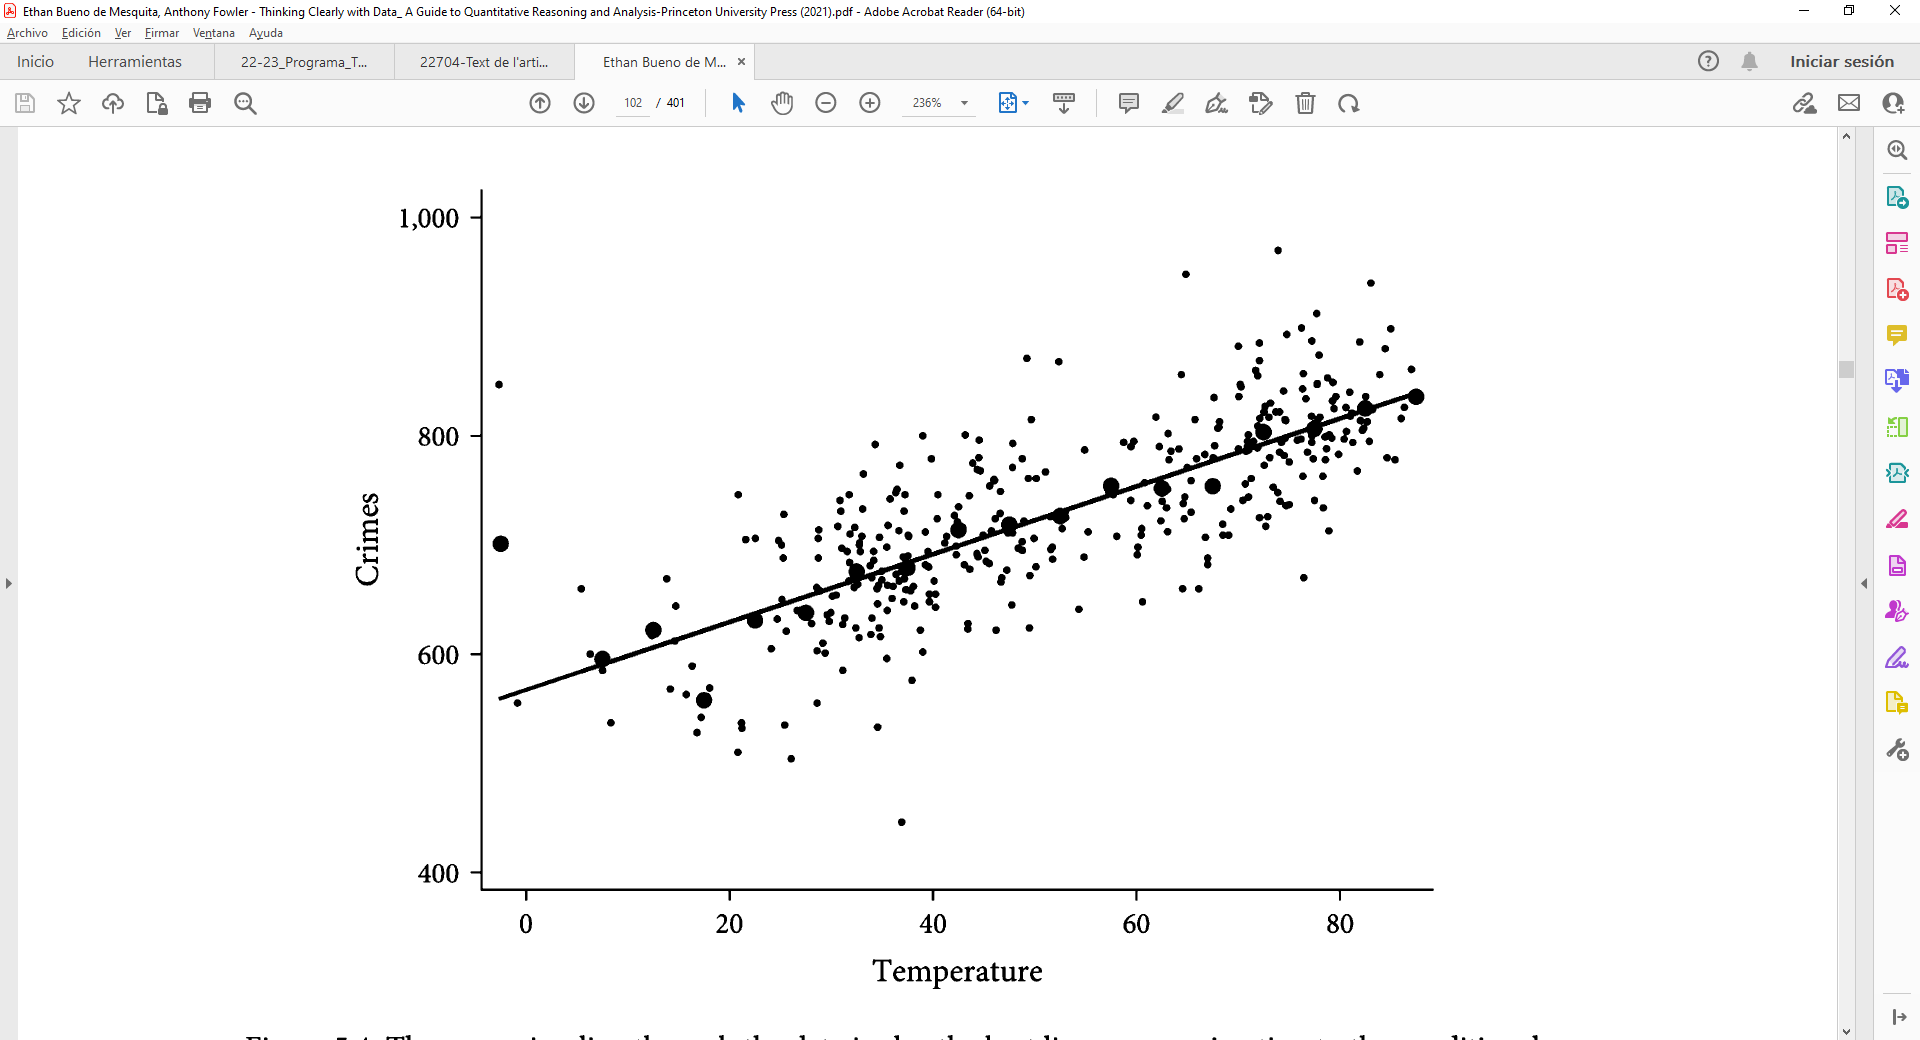 Ethan Bueno de Mesquita, Anthony Fowler - Thinking Clearly with Data_ A Guide to Quantitative Reasoning and Analysis-Princeton University Press (2021).pdf - Adobe Acrobat Reader (64-bit)
Archivo Edición Ver Firmar Ventana Ayuda
Inicio Herramientas 22-23_Programa_T... 22704-Text de l'arti... Ethan Bueno de M... × Iniciar sesión
102 / 401 236%
1,000
800
600
400
Crimes
0 20 40 60 80
Temperature